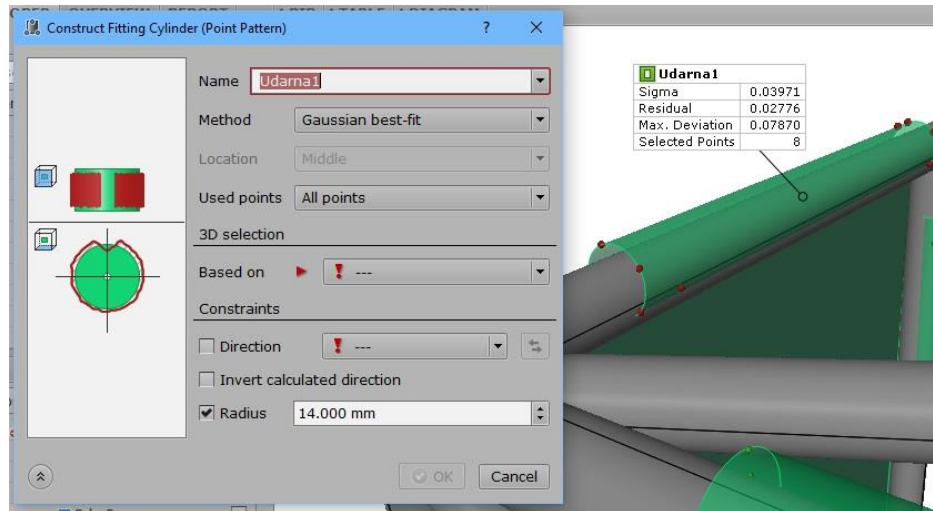 OVERVIEW REPORT
Construct Fitting Cylinder (Point Pattern) ? ×
Name Udarna1
Method Gaussian best-fit
Location Middle
Used points All points
3D selection
Based on ! ---
Constraints
Direction ! ---
Invert calculated direction
Radius 14.000 mm
OK Cancel
Udarna1
Sigma 0.03971
Residual 0.02776
Max. Deviation 0.07870
Selected Points 8